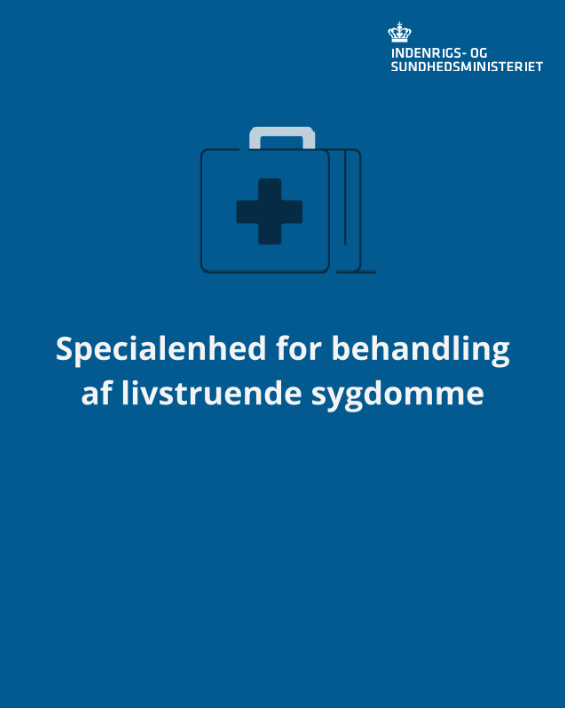 INDENRIGS- OG
SUNDHEDSMINISTERIET
Specialenhed for behandling
af livstruende sygdomme